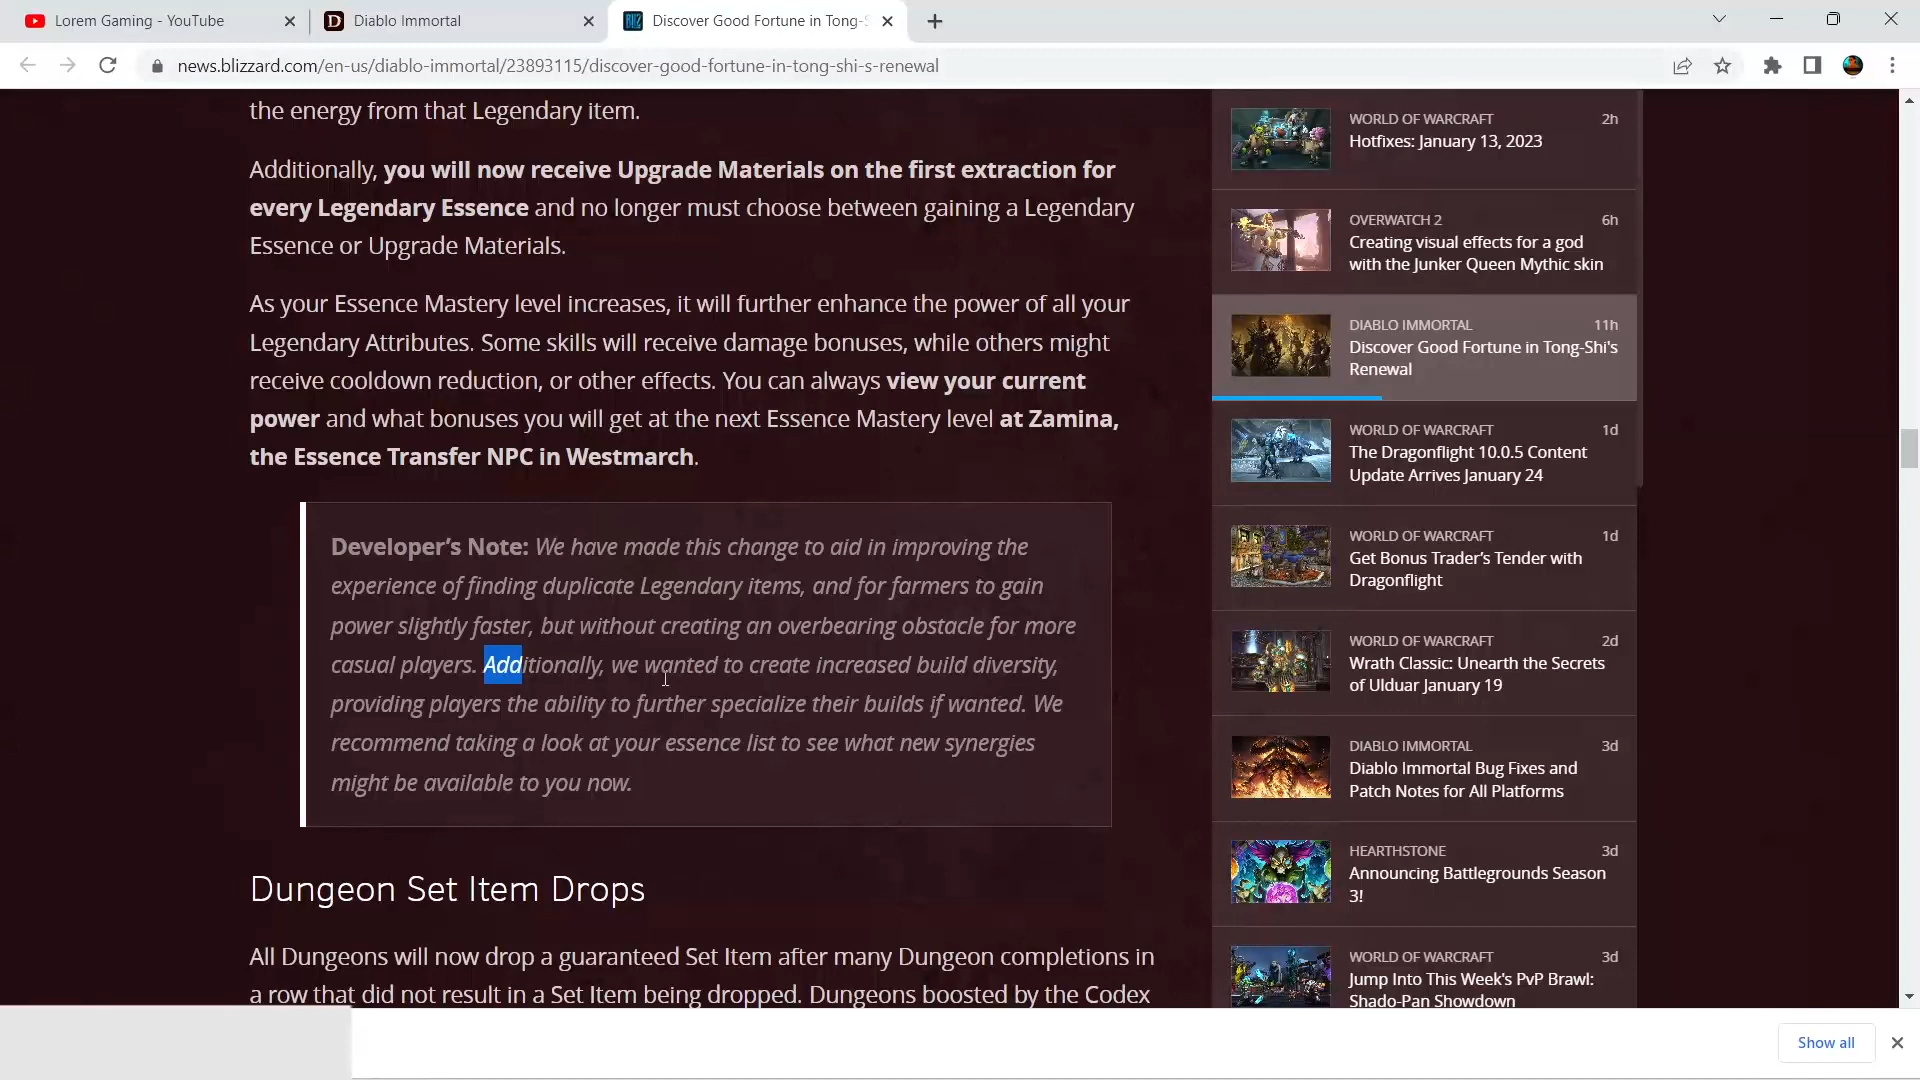 Lorem Gaming - YouTube
Diablo Immortal
Discover Good Fortune in Tong-S
news.blizzard.com/en-us/diablo-immortal/23893115/discover-good-fortune-in-tong-shi-s-renewal
the energy from that Legendary item.
Additionally, you will now receive Upgrade Materials on the first extraction for
every Legendary Essence and no longer must choose between gaining a Legendary
Essence or Upgrade Materials.
As your Essence Mastery level increases, it will further enhance the power of all your
Legendary Attributes. Some skills will receive damage bonuses, while others might
receive cooldown reduction, or other effects. You can always view your current
power and what bonuses you will get at the next Essence Mastery level at Zamina,
the Essence Transfer NPC in Westmarch.
Developer's Note: We have made this change to aid in improving the
experience of finding duplicate Legendary items, and for farmers to gain
power slightly faster, but without creating an overbearing obstacle for more
casual players. Additionally, we wanted to create increased build diversity,
providing players the ability to further specialize their builds if wanted. We
recommend taking a look at your essence list to see what new synergies
might be available to you now.
Dungeon Set Item Drops
All Dungeons will now drop a guaranteed Set Item after many Dungeon completions in
a row that did not result in a Set Item being dropped. Dungeons boosted by the Codex
WORLD OF WARCRAFT 2h
Hotfixes: January 13, 2023
OVERWATCH 2 6h
Creating visual effects for a god
with the Junker Queen Mythic skin
DIABLO IMMORTAL 11h
Discover Good Fortune in Tong-Shi's
Renewal
WORLD OF WARCRAFT 1d
The Dragonflight 10.0.5 Content
Update Arrives January 24
WORLD OF WARCRAFT 1d
Get Bonus Trader's Tender with
Dragonflight
WORLD OF WARCRAFT 2d
Wrath Classic: Unearth the Secrets
of Ulduar January 19
DIABLO IMMORTAL 3d
Diablo Immortal Bug Fixes and
Patch Notes for All Platforms
HEARTHSTONE 3d
Announcing Battlegrounds Season
3!
WORLD OF WARCRAFT 3d
Jump Into This Week's PvP Brawl:
Shado-Pan Showdown
Show all